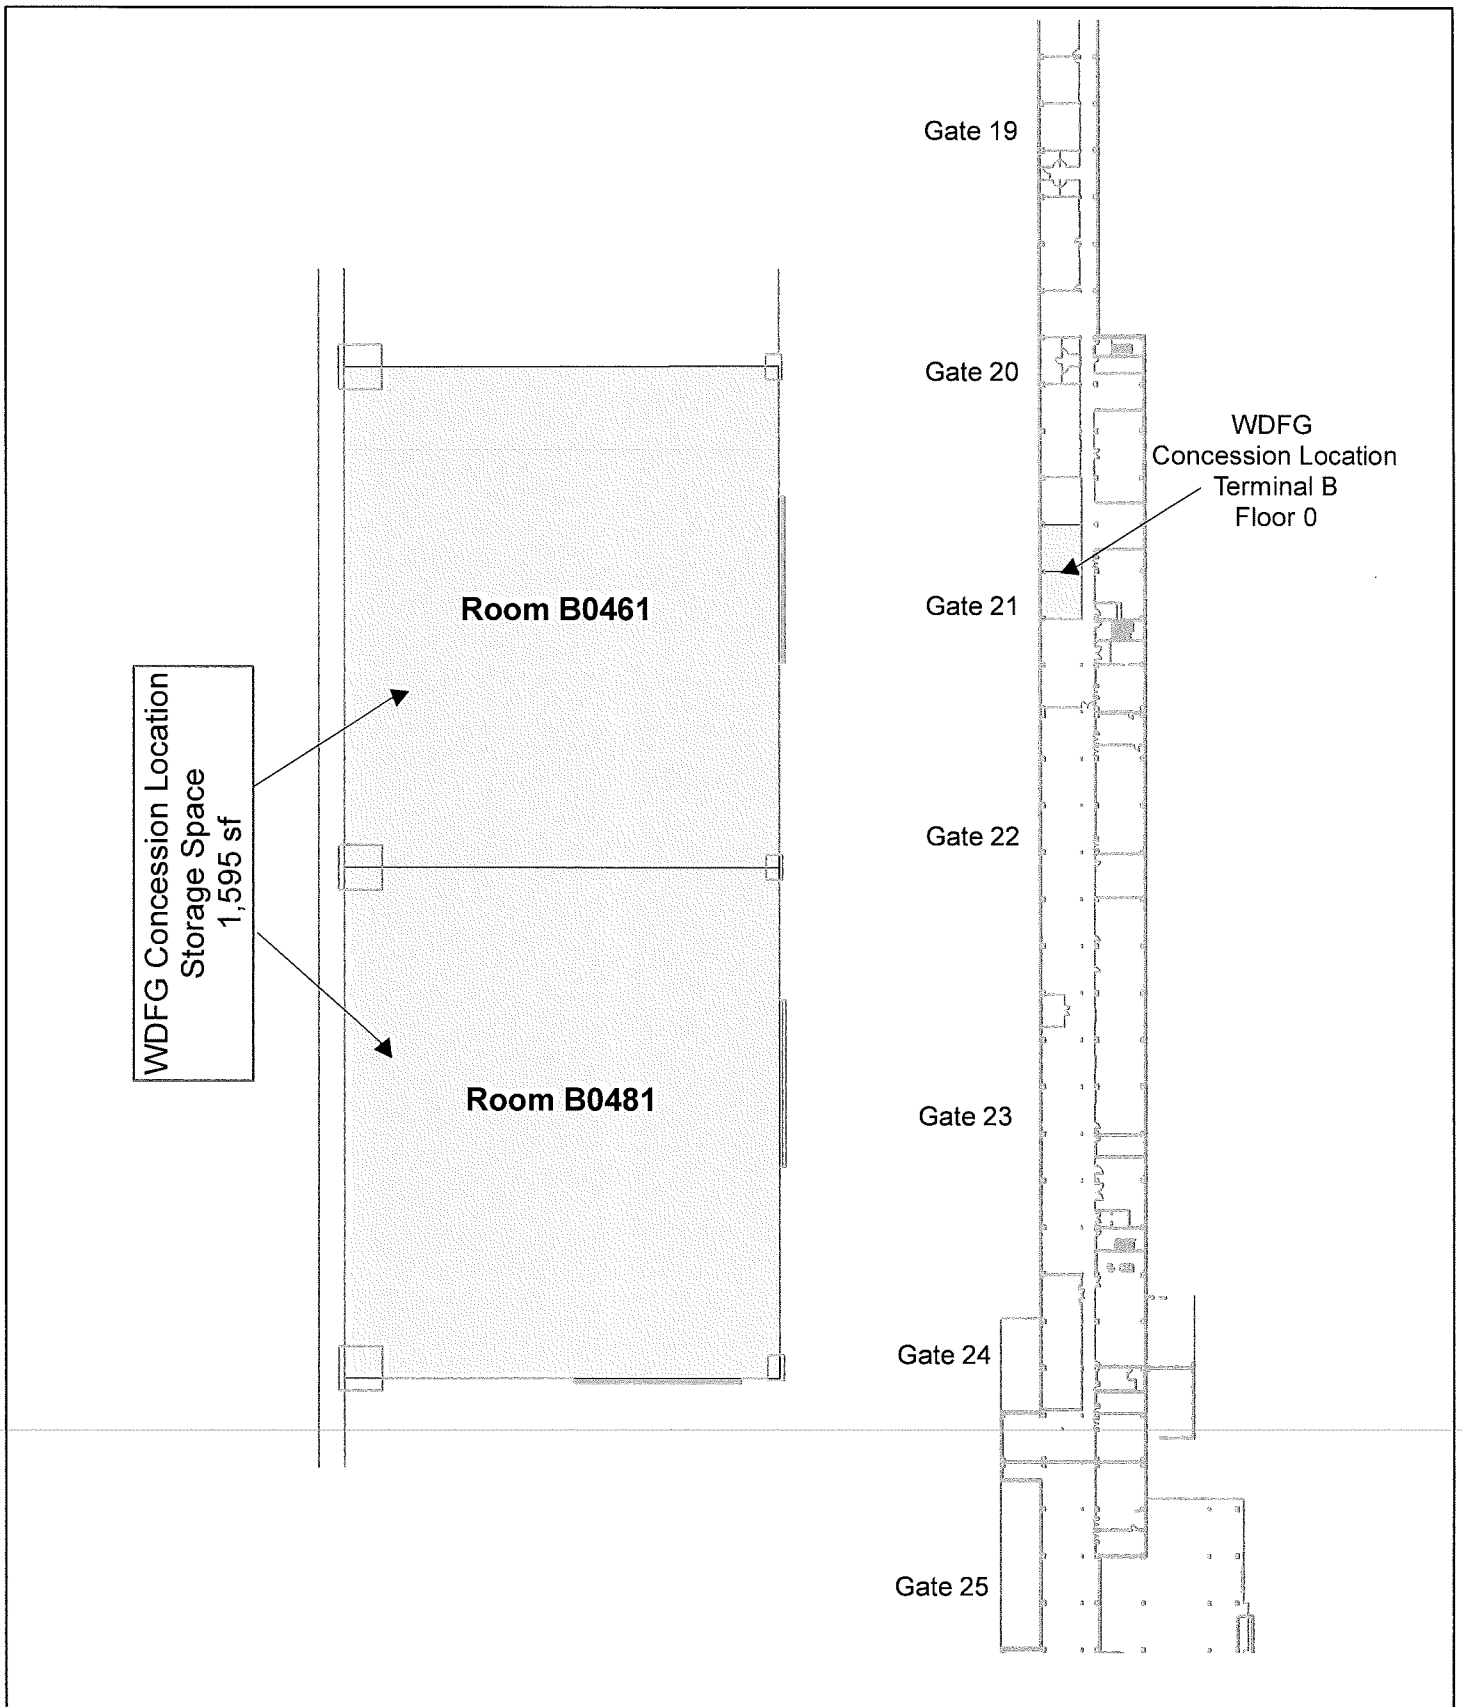 Gate 19
Gate 20
WDFG
Concession Location
Terminal B
Floor 0
Room B0461
Gate 21
WDFG Concession Location
Storage Space
1,595 sf
Gate 22
Room B0481
Gate 23
Gate 24
Gate 25